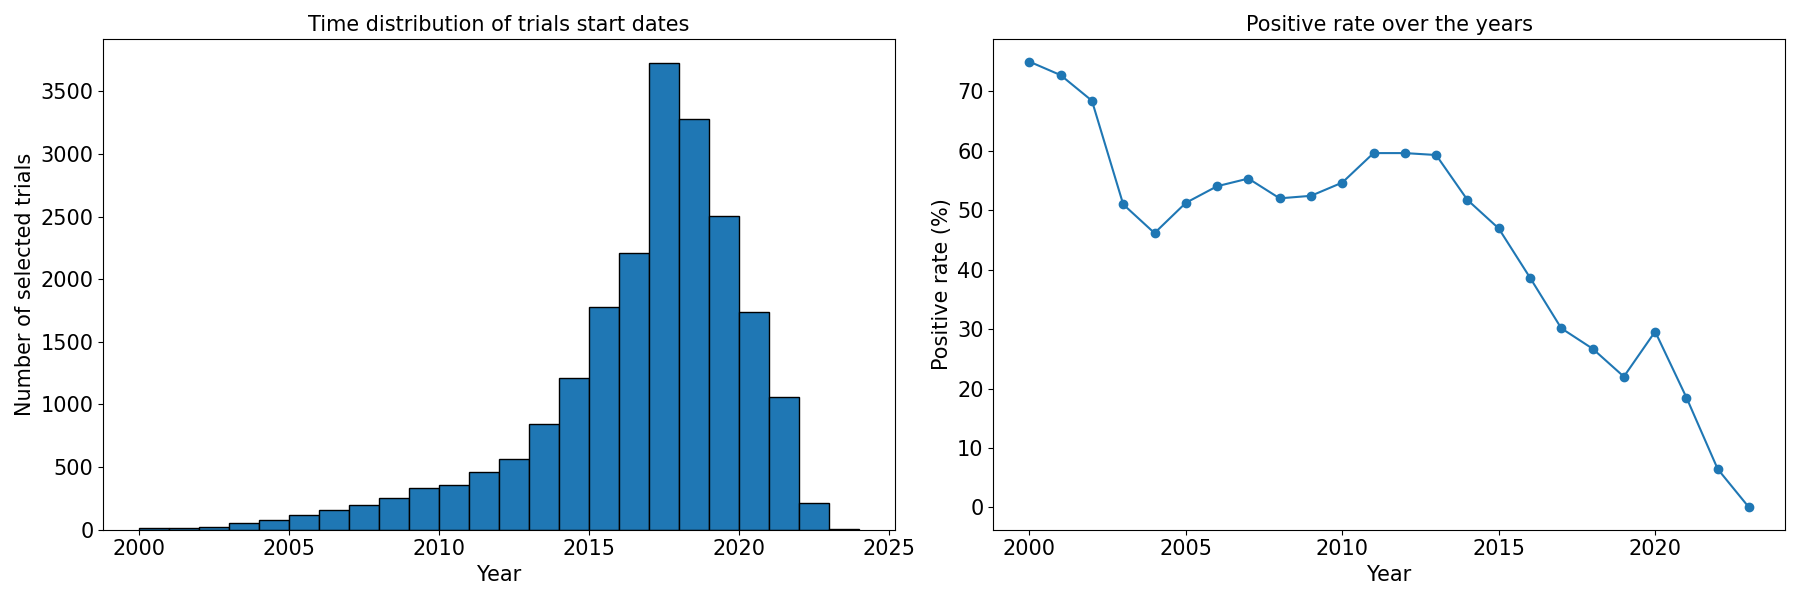 Time distribution of trials start dates
Number of selected trials
3500
3000
2500
2000
1500
1000
500
0
2000 2005 2010 2015 2020 2025
Year
Positive rate over the years
Positive rate (%)
70
60
50
40
30
20
10
0
2000 2005 2010 2015 2020
Year